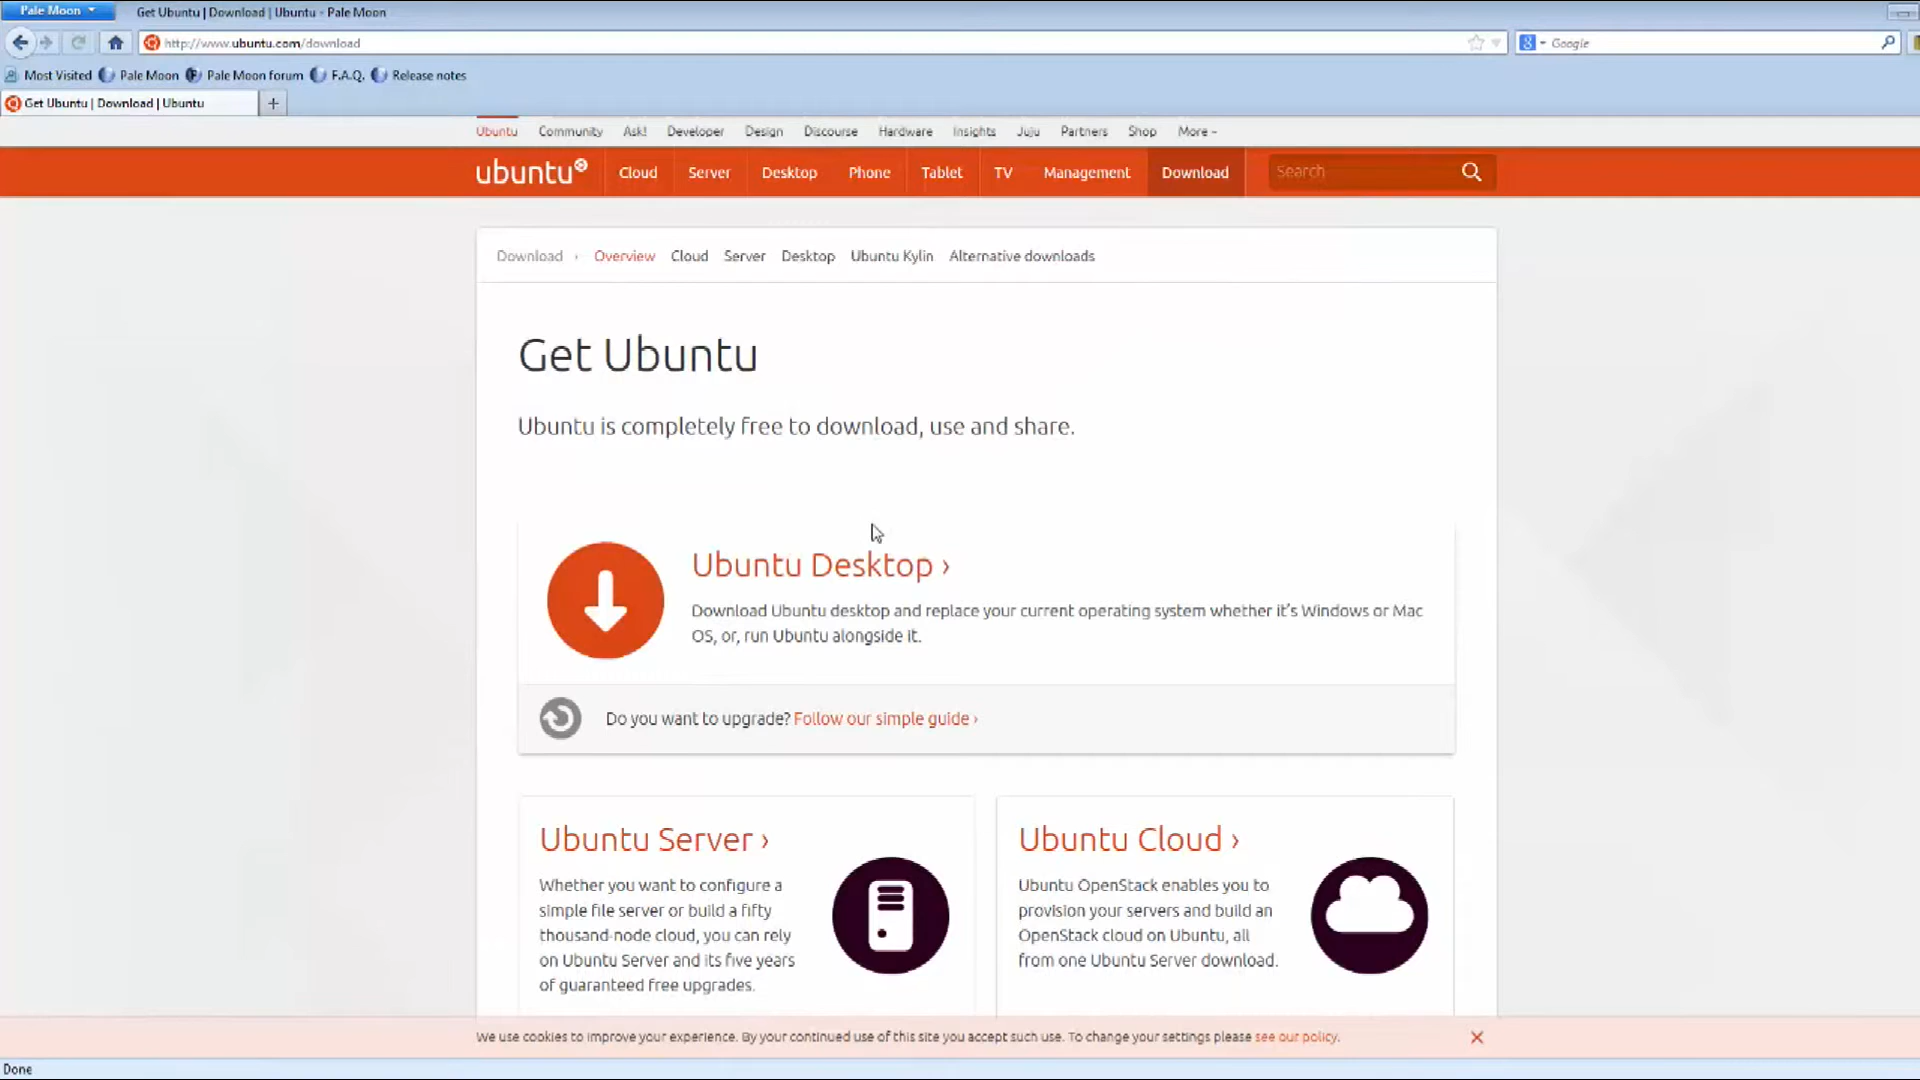 Pale Moon
Get Ubuntu | Download | Ubuntu - Pale Moon
http://www.ubuntu.com/download
Google
Most Visited Pale Moon Pale Moon forum F.A.Q. Release notes
Get Ubuntu | Download | Ubuntu
Ubuntu Community Ask! Developer Design Discourse Hardware Insights Juju Partners Shop More
ubuntu Cloud Server Desktop Phone Tablet TV Management Download Search
Download › Overview Cloud Server Desktop Ubuntu Kylin Alternative downloads
Get Ubuntu
Ubuntu is completely free to download, use and share.
Ubuntu Desktop ›
Download Ubuntu desktop and replace your current operating system whether it's Windows or Mac
OS, or, run Ubuntu alongside it.
Do you want to upgrade? Follow our simple guide ›
Ubuntu Server ›
Whether you want to configure a
simple file server or build a fifty
thousand-node cloud, you can rely
on Ubuntu Server and its five years
of guaranteed free upgrades.
Ubuntu Cloud ›
Ubuntu OpenStack enables you to
provision your servers and build an
OpenStack cloud on Ubuntu, all
from one Ubuntu Server download.
We use cookies to improve your experience. By your continued use of this site you accept such use. To change your settings please see our policy.
Done